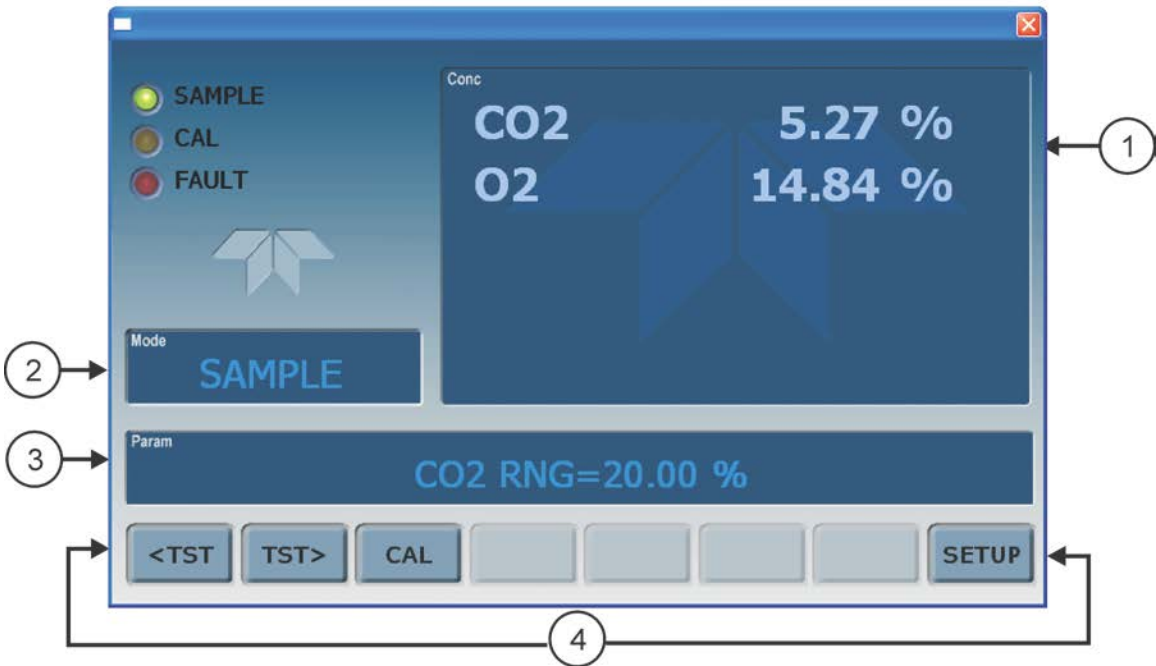 SAMPLE
CAL
FAULT
Conc
CO2 5.27 %
O2 14.84 %
1
Mode
SAMPLE
2
Param
CO2 RNG=20.00 %
3
<TST TST> CAL SETUP
4